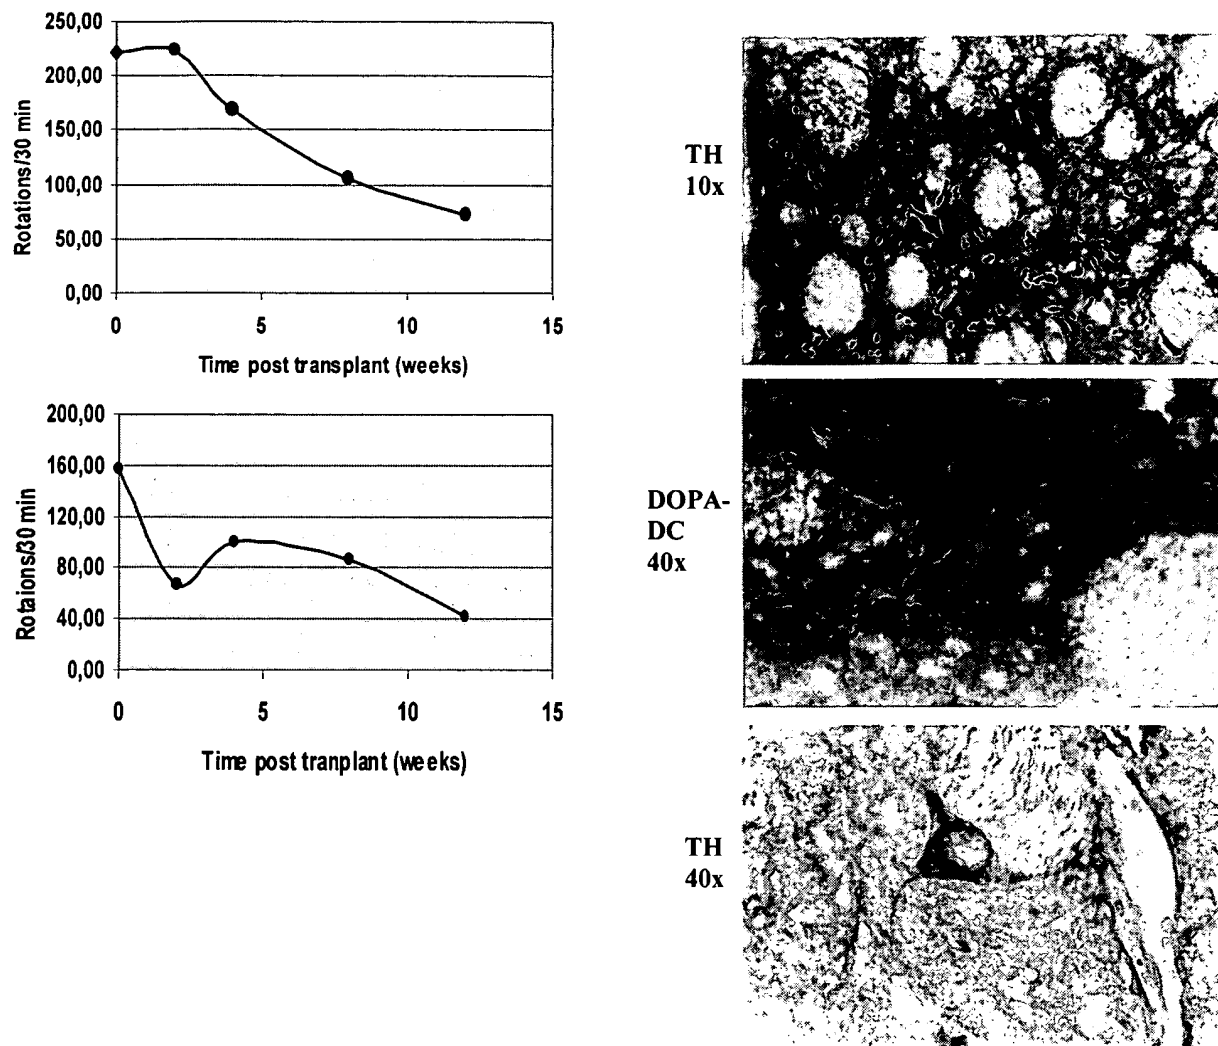 250,00
200,00
150,00
100,00
50,00
0,00
Rotations/30 min
0 5 10 15
Time post transplant (weeks)
200,00
160,00
120,00
80,00
40,00
0,00
Rotaions/30 min
0 5 10 15
Time post tranplant (weeks)
TH
10x
DOPA-
DC
40x
TH
40x